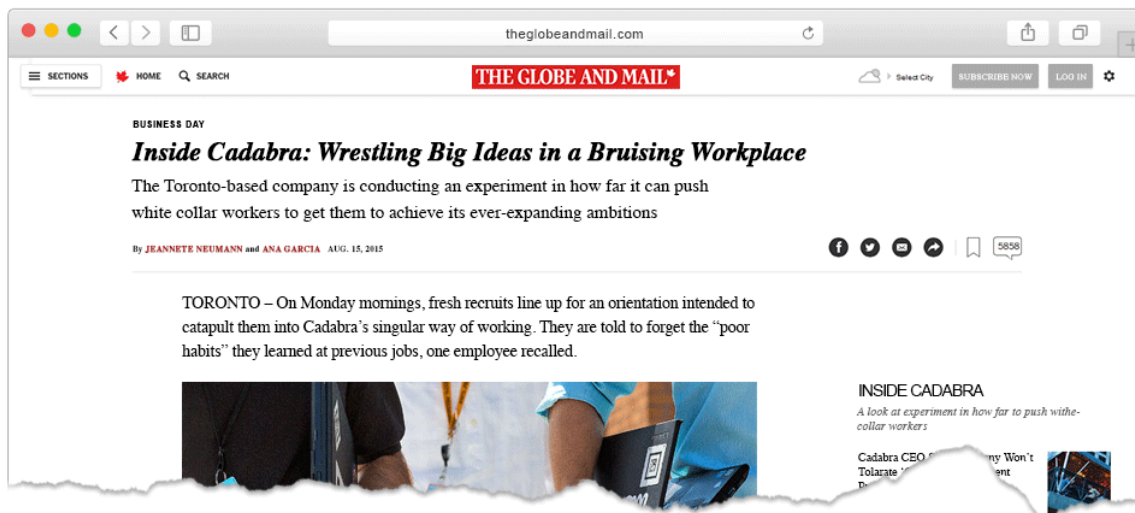 theglobeandmail.com
SECTIONS HOME SEARCH
THE GLOBE AND MAIL
Select City SUBSCRIBE NOW LOG IN
BUSINESS DAY
Inside Cadabra: Wrestling Big Ideas in a Bruising Workplace
The Toronto-based company is conducting an experiment in how far it can push
white collar workers to get them to achieve its ever-expanding ambitions
By JEANNETE NEUMANN and ANA GARCIA AUG. 15, 2015
5858
TORONTO – On Monday mornings, fresh recruits line up for an orientation intended to
catapult them into Cadabra’s singular way of working. They are told to forget the “poor
habits” they learned at previous jobs, one employee recalled.
INSIDE CADABRA
A look at experiment in how far to push withe-
collar workers
Cadabra CEO Won’t
Tolarate